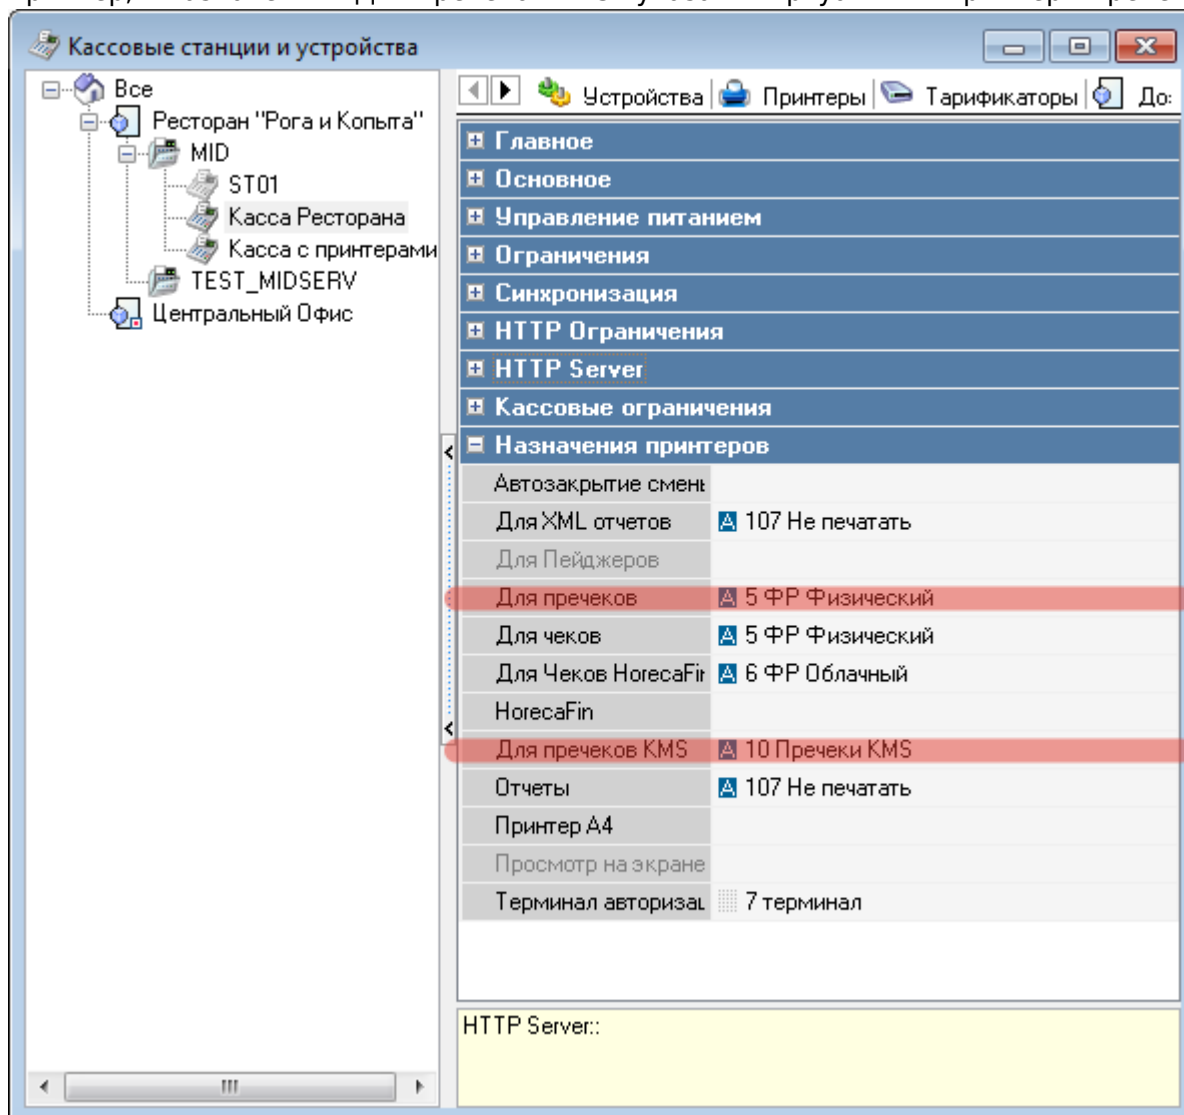 Кассовые станции и устройства
Все
Ресторан "Рога и Копыта"
MID
ST01
Касса Ресторана
Касса с принтерами
TEST_MIDSERV
Центральный Офис
Устройства Принтеры Тарификаторы До:
Главное
Основное
Управление питанием
Ограничения
Синхронизация
HTTP Ограничения
HTTP Server
Кассовые ограничения
Назначения принтеров
Автозакрытие смены
Для XML отчетов 107 Не печатать
Для Пейджеров
Для пречеков 5 ФР Физический
Для чеков 5 ФР Физический
Для Чеков HorecaFin 6 ФР Облачный
HorecaFin
Для пречеков KMS 10 Пречеки KMS
Отчеты 107 Не печатать
Принтер A4
Просмотр на экране
Терминал авторизац 7 терминал
HTTP Server::